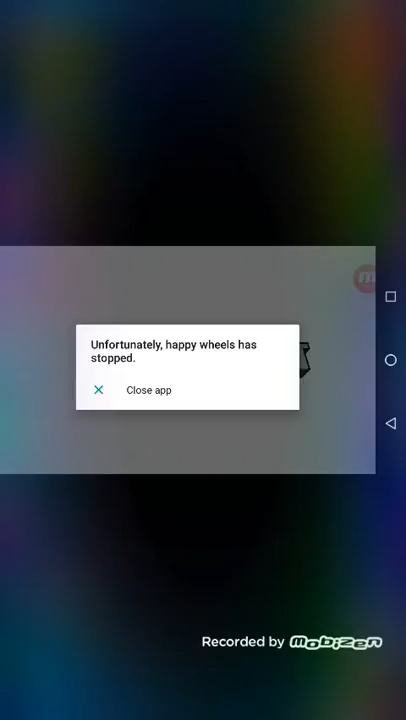 Unfortunately, happy wheels has
stopped.
Close app
Recorded by mobizen